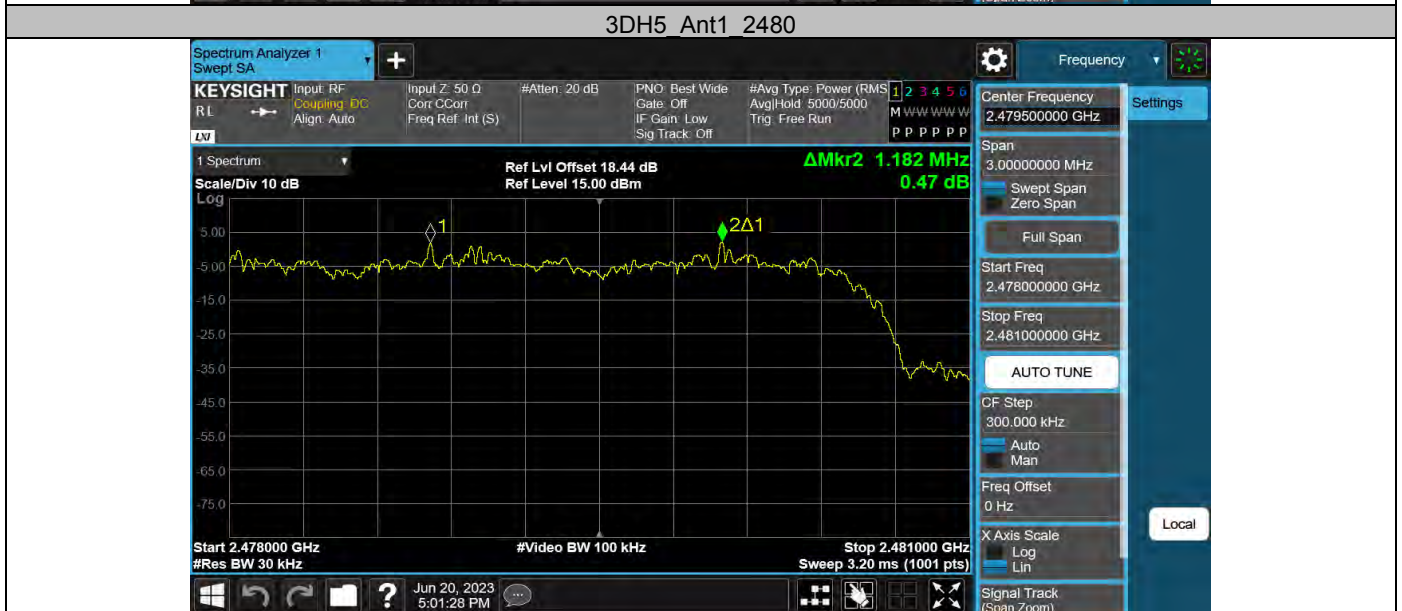 (Span Zoom)
3DH5_Ant1_2480
Spectrum Analyzer 1
Swept SA
+
Frequency
KEYSIGHT
RL
LXI
Input: RF
Coupling: DC
Align: Auto
Input Z: 50 Ω
Corr CCorr
Freq Ref: Int (S)
#Atten: 20 dB
PNO: Best Wide
Gate: Off
IF Gain: Low
Sig Track: Off
#Avg Type: Power (RMS
Avg|Hold: 5000/5000
Trig: Free Run
1 2 3 4 5 6
M W W W W W
P P P P P P
Center Frequency
2.479500000 GHz
Settings
1 Spectrum
Scale/Div 10 dB
Log
Ref Lvl Offset 18.44 dB
Ref Level 15.00 dBm
ΔMkr2 1.182 MHz
0.47 dB
Span
3.00000000 MHz
Swept Span
Zero Span
Full Span
Start Freq
2.478000000 GHz
Stop Freq
2.481000000 GHz
AUTO TUNE
CF Step
300.000 kHz
Auto
Man
Freq Offset
0 Hz
X Axis Scale
Log
Lin
Signal Track
(Span Zoom)
Local
1
2Δ1
5.00
-5.00
-15.0
-25.0
-35.0
-45.0
-55.0
-65.0
-75.0
Start 2.478000 GHz
#Res BW 30 kHz
#Video BW 100 kHz
Stop 2.481000 GHz
Sweep 3.20 ms (1001 pts)
?
Jun 20, 2023
5:01:28 PM